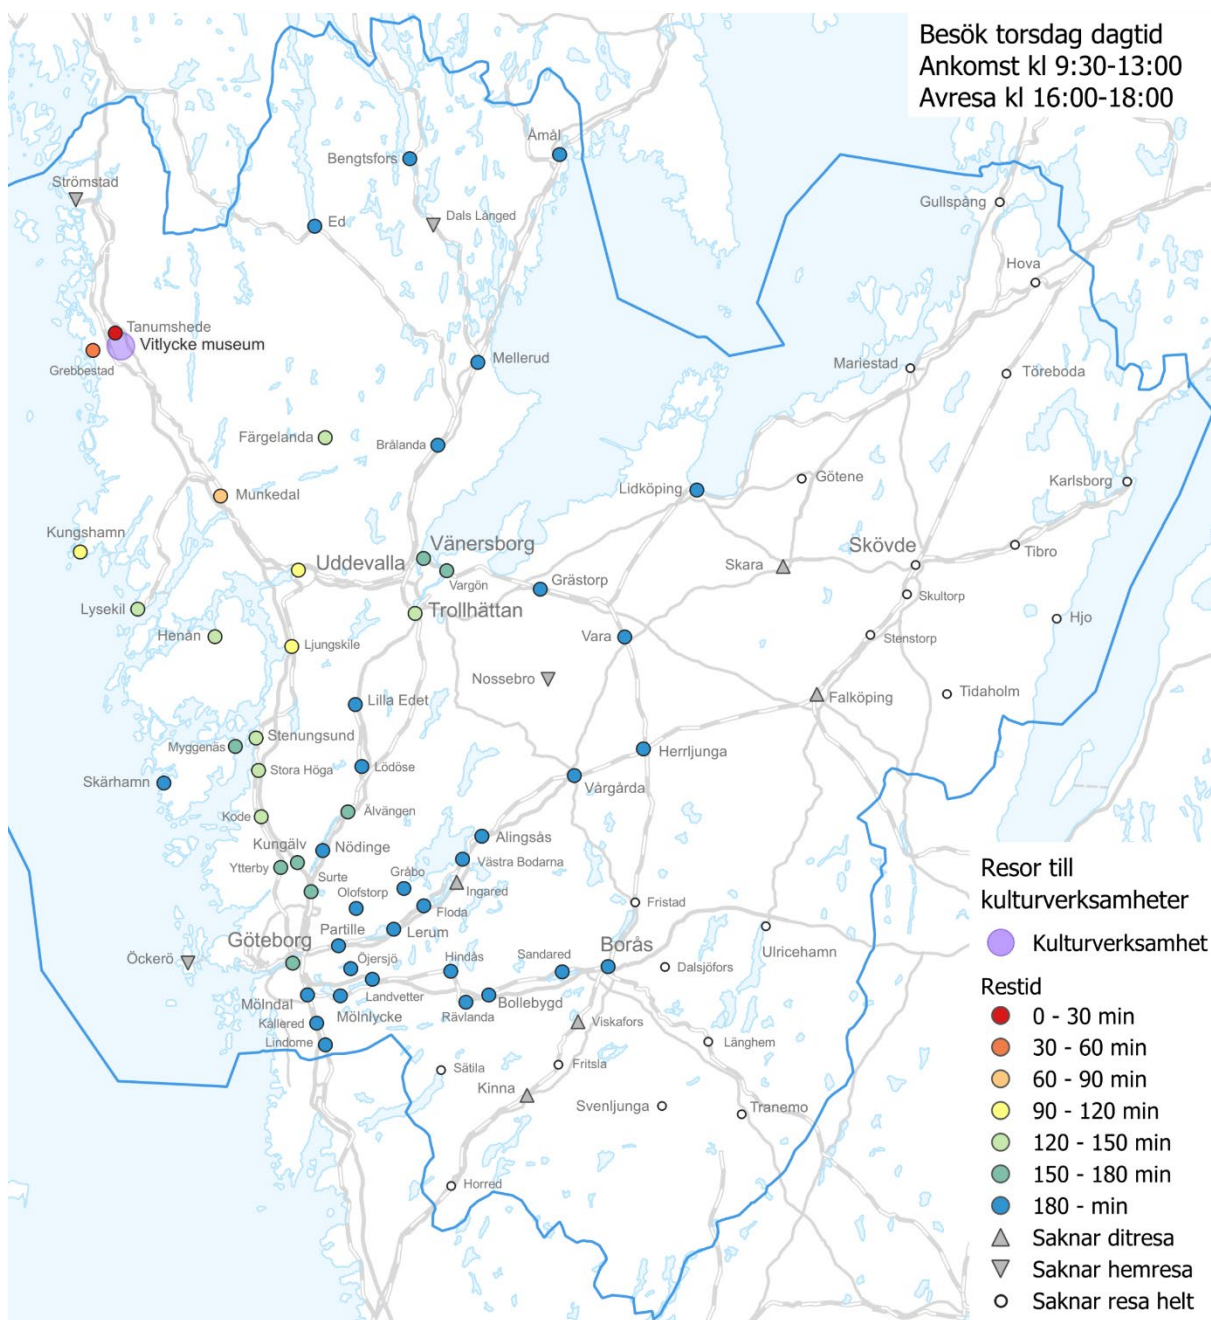 Besök torsdag dagtid
Ankomst kl 9:30-13:00
Avresa kl 16:00-18:00
Åmål
Bengtsfors
Strömstad
Gullspång
Dals Långed
Ed
Hova
Tanumshede
Vitlycke museum
Mellerud
Mariestad
Grebbestad
Töreboda
Färgelanda
Brålanda
Götene
Karlsborg
Lidköping
Munkedal
Kungshamn
Vänersborg
Skövde
Tibro
Uddevalla
Skara
Grästorp
Vargön
Skultorp
Lysekil
Trollhättan
Hjo
Henån
Vara
Stenstorp
Ljungskile
Nossebro
Tidaholm
Lilla Edet
Falköping
Stenungsund
Myggenäs
Herrljunga
Lödöse
Stora Höga
Skärhamn
Vårgårda
Älvängen
Kode
Alingsås
Kungälv
Nödinge
Västra Bodarna
Ytterby
Gråbo
Surte
Ingared
Olofstorp
Fristad
Floda
Partille
Lerum
Göteborg
Borås
Öjersjö
Hindås
Sandared
Ulricehamn
Öckerö
Dalsjöfors
Landvetter
Mölndal
Bollebygd
Mölnlycke
Rävlanda
Kållered
Viskafors
Lindome
Länghem
Sätila
Fritsla
Kinna
Svenljunga
Tranemo
Horred
Resor till
kulturverksamheter
Kulturverksamhet
Restid
0 - 30 min
30 - 60 min
60 - 90 min
90 - 120 min
120 - 150 min
150 - 180 min
180 - min
Saknar ditresa
Saknar hemresa
Saknar resa helt